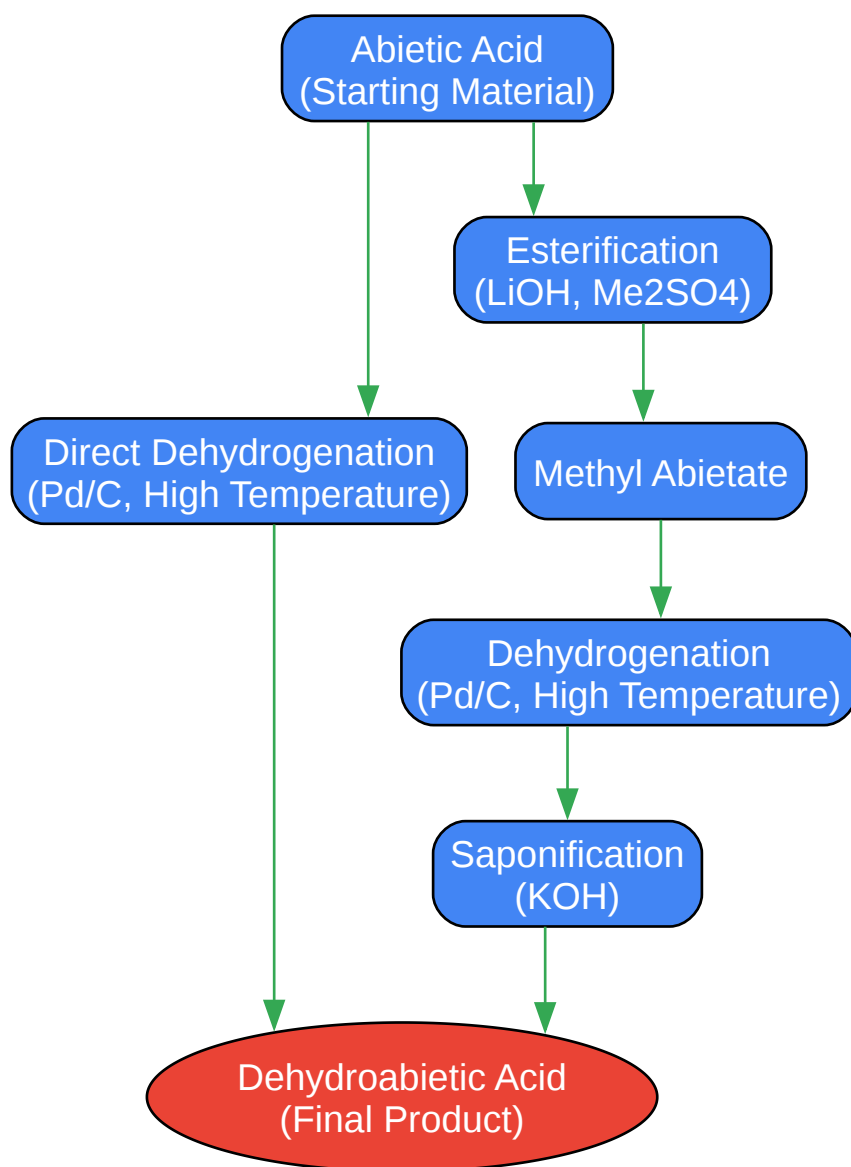 Abietic Acid
(Starting Material)
Esterification
(LiOH, Me2SO4)
Direct Dehydrogenation
(Pd/C, High Temperature)
Methyl Abietate
Dehydrogenation
(Pd/C, High Temperature)
Saponification
(KOH)
Dehydroabietic Acid
(Final Product)